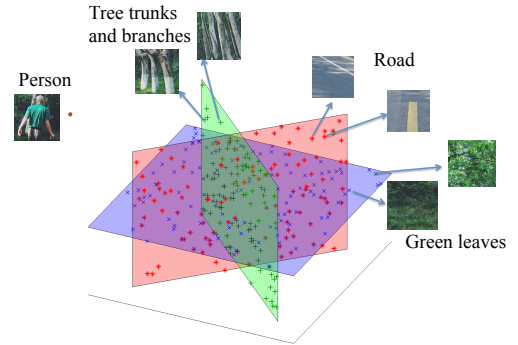 Tree trunks
and branches
Person
Road
Green leaves